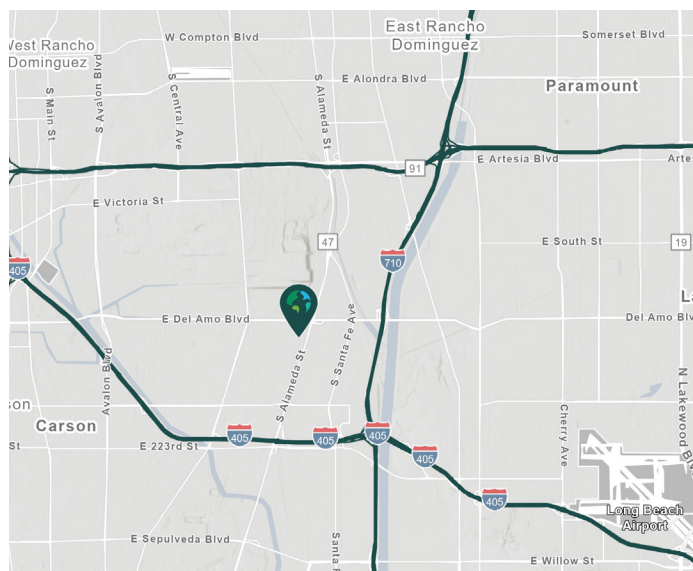 East Rancho
Dominguez
W Compton Blvd
Somerset Blvd
West Rancho
Dominguez
E Alondra Blvd
Paramount
S Main St
S Avalon Blvd
S Central Ave
S Alameda St
91
E Artesia Blvd
Arte
E Victoria St
47
E South St
19
405
710
E Del Amo Blvd
Del Amo Blvd
S Santa Fe Ave
S Alameda St
Avalon Blvd
N Lakewood Blv
son
Carson
St
E 223rd St
405
405
405
405
Cherry Ave
405
Long Beach
Airport
E Sepulveda Blvd
Santa F
E Willow St